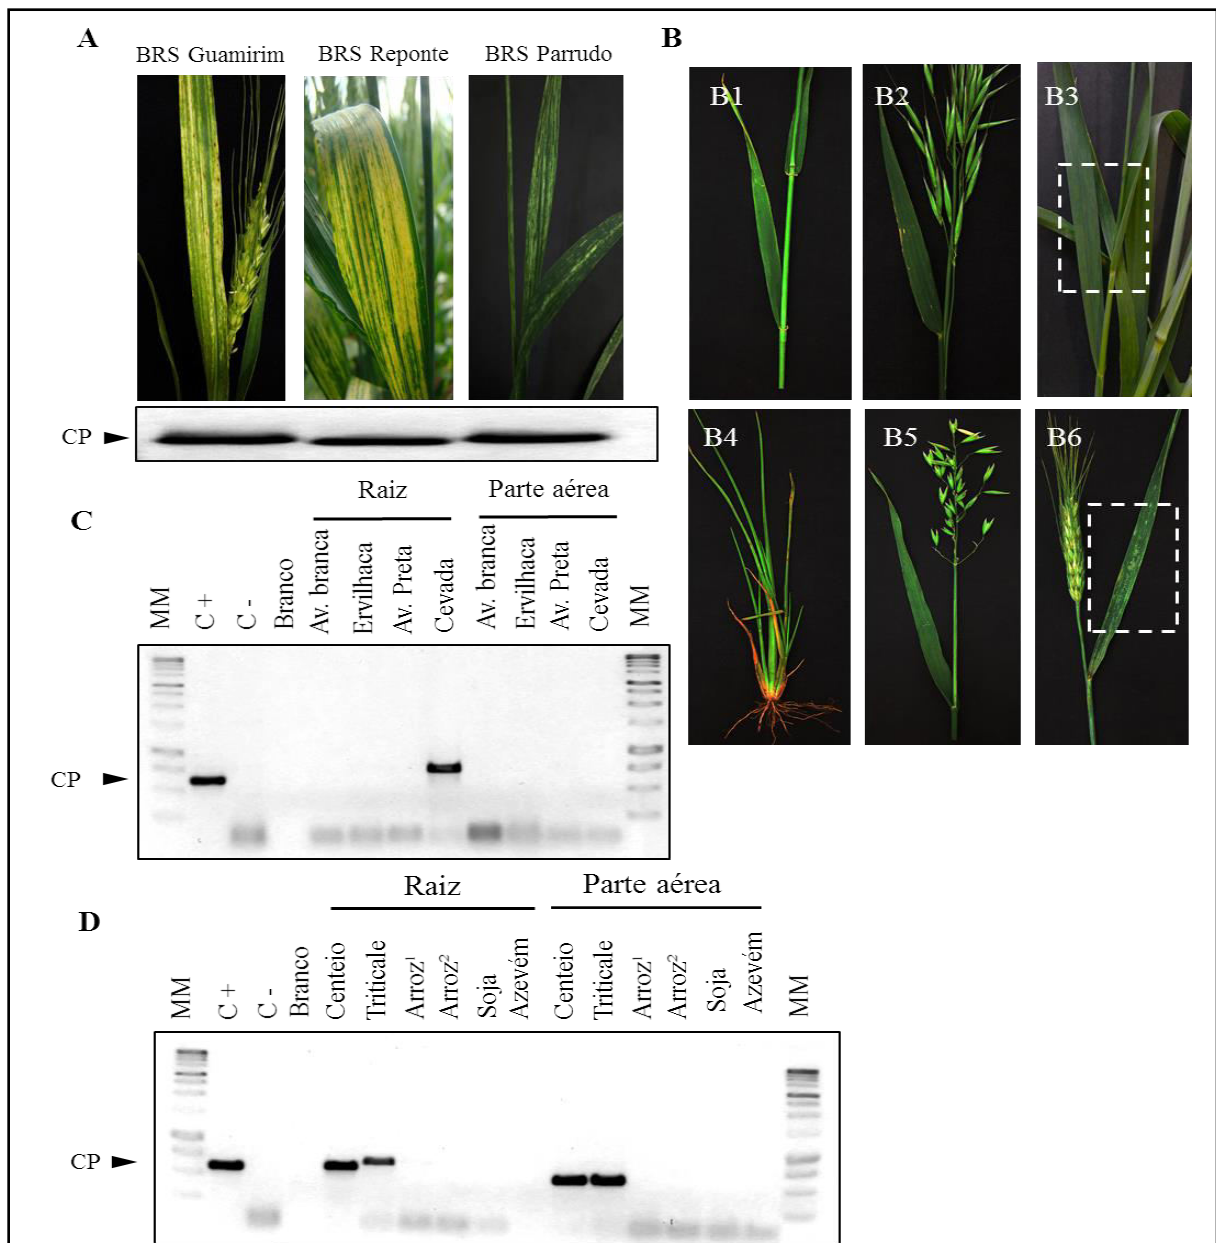 A
BRS Guamirim
BRS Reponte
BRS Parrudo
CP
B
B1
B2
B3
B4
B5
B6
C
Raiz
Parte aérea
MM
C +
C -
Branco
Av. branca
Ervilhaca
Av. Preta
Cevada
Av. branca
Ervilhaca
Av. Preta
Cevada
MM
CP
D
Raiz
Parte aérea
MM
C +
C -
Branco
Centeio
Triticale
Arroz¹
Arroz²
Soja
Azevém
Centeio
Triticale
Arroz¹
Arroz²
Soja
Azevém
MM
CP